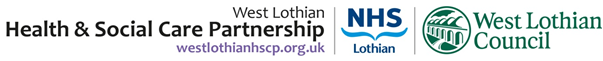 West Lothian
Health & Social Care Partnership
westlothianhscp.org.uk
NHS
Lothian
West Lothian
Council